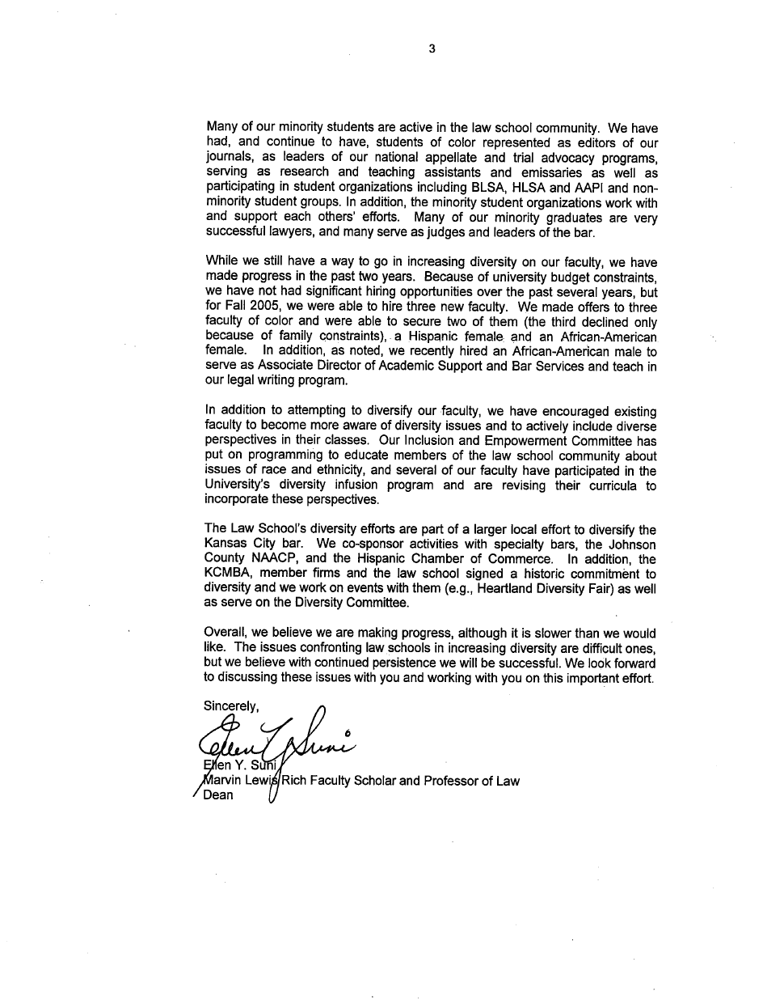 3
Many of our minority students are active in the law school community. We have
had, and continue to have, students of color represented as editors of our
journals, as leaders of our national appellate and trial advocacy programs,
serving as research and teaching assistants and emissaries as well as
participating in student organizations including BLSA, HLSA and AAPI and non-
minority student groups. In addition, the minority student organizations work with
and support each others' efforts. Many of our minority graduates are very
successful lawyers, and many serve as judges and leaders of the bar.
While we still have a way to go in increasing diversity on our faculty, we have
made progress in the past two years. Because of university budget constraints,
we have not had significant hiring opportunities over the past several years, but
for Fall 2005, we were able to hire three new faculty. We made offers to three
faculty of color and were able to secure two of them (the third declined only
because of family constraints), a Hispanic female and an African-American
female. In addition, as noted, we recently hired an African-American male to
serve as Associate Director of Academic Support and Bar Services and teach in
our legal writing program.
In addition to attempting to diversify our faculty, we have encouraged existing
faculty to become more aware of diversity issues and to actively include diverse
perspectives in their classes. Our Inclusion and Empowerment Committee has
put on programming to educate members of the law school community about
issues of race and ethnicity, and several of our faculty have participated in the
University's diversity infusion program and are revising their curricula to
incorporate these perspectives.
The Law School's diversity efforts are part of a larger local effort to diversify the
Kansas City bar. We co-sponsor activities with specialty bars, the Johnson
County NAACP, and the Hispanic Chamber of Commerce. In addition, the
KCMBA, member firms and the law school signed a historic commitment to
diversity and we work on events with them (e.g., Heartland Diversity Fair) as well
as serve on the Diversity Committee.
Overall, we believe we are making progress, although it is slower than we would
like. The issues confronting law schools in increasing diversity are difficult ones,
but we believe with continued persistence we will be successful. We look forward
to discussing these issues with you and working with you on this important effort.
Sincerely,
Ellen Y Suni
Ellen Y. Suni
Marvin Lewis Rich Faculty Scholar and Professor of Law
Dean